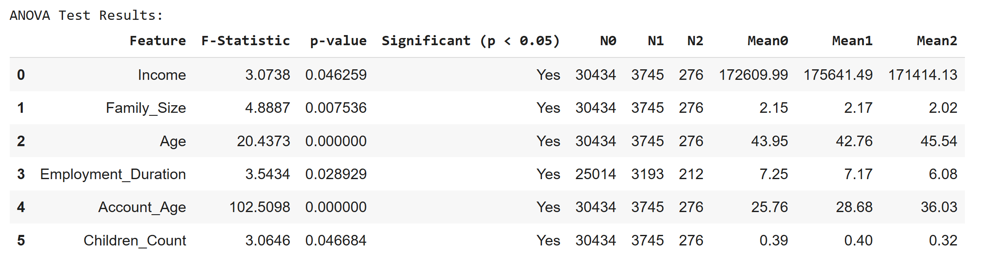 ANOVA Test Results:
Feature F-Statistic p-value Significant (p < 0.05) N0 N1 N2 Mean0 Mean1 Mean2
0 Income 3.0738 0.046259 Yes 30434 3745 276 172609.99 175641.49 171414.13
1 Family_Size 4.8887 0.007536 Yes 30434 3745 276 2.15 2.17 2.02
2 Age 20.4373 0.000000 Yes 30434 3745 276 43.95 42.76 45.54
3 Employment_Duration 3.5434 0.028929 Yes 25014 3193 212 7.25 7.17 6.08
4 Account_Age 102.5098 0.000000 Yes 30434 3745 276 25.76 28.68 36.03
5 Children_Count 3.0646 0.046684 Yes 30434 3745 276 0.39 0.40 0.32